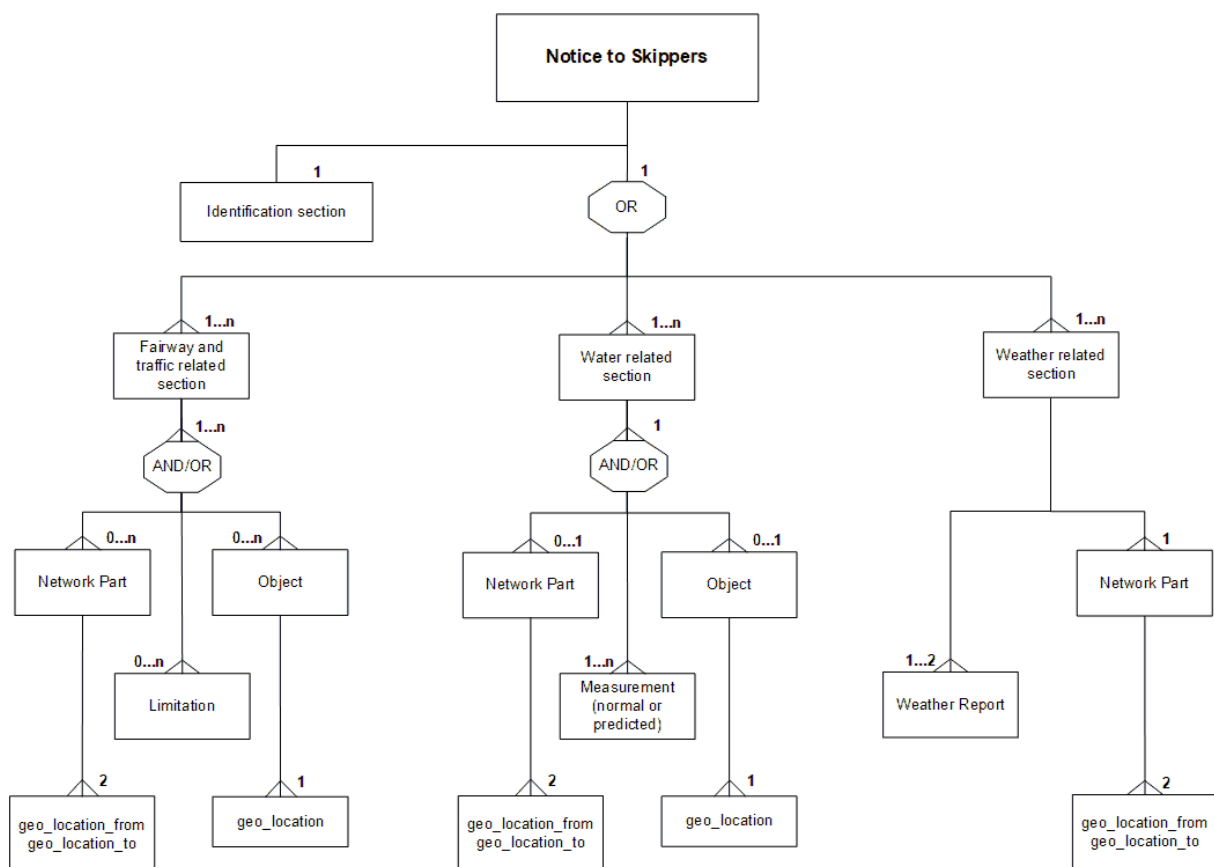 Notice to Skippers
1
1
Identification section
OR
1...n
1...n
1...n
Fairway and
traffic related
section
Water related
section
Weather related
section
1...n
1
AND/OR
AND/OR
0...n
0...n
0...1
0...1
1
Network Part
Object
Network Part
Object
Network Part
0...n
1...n
1...2
Limitation
Measurement
(normal or
predicted)
Weather Report
2
1
2
1
2
geo_location_from
geo_location_to
geo_location
geo_location_from
geo_location_to
geo_location
geo_location_from
geo_location_to